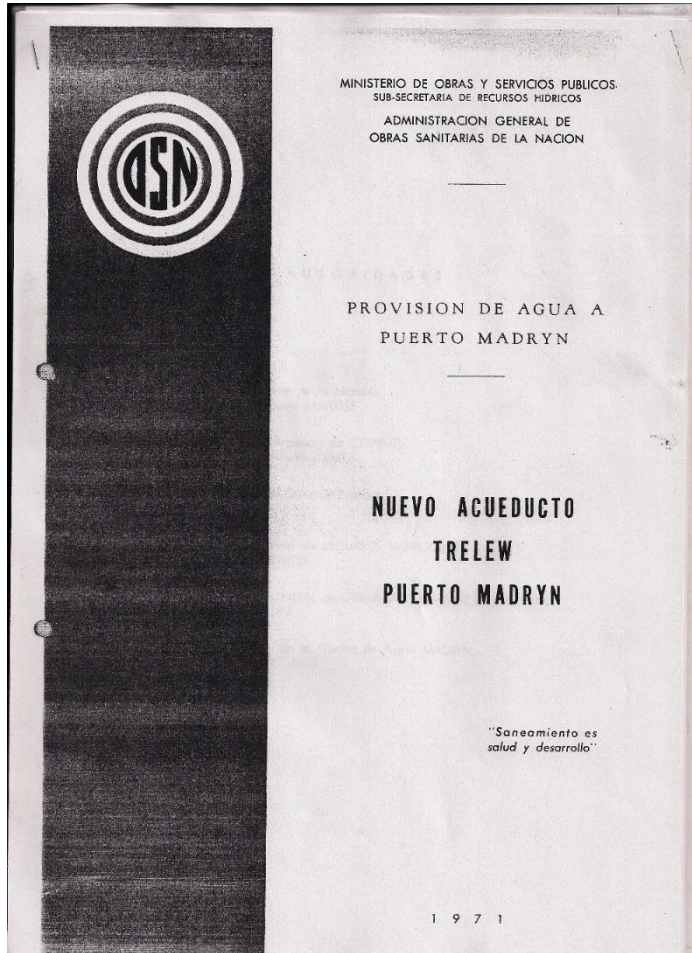 OSN
MINISTERIO DE OBRAS Y SERVICIOS PUBLICOS
SUB-SECRETARIA DE RECURSOS HIDRICOS
ADMINISTRACION GENERAL DE
OBRAS SANITARIAS DE LA NACION
AUTORIDADES
PROVISION DE AGUA A
PUERTO MADRYN
NUEVO ACUEDUCTO
TRELEW
PUERTO MADRYN
"Saneamiento es
salud y desarrollo"
1971